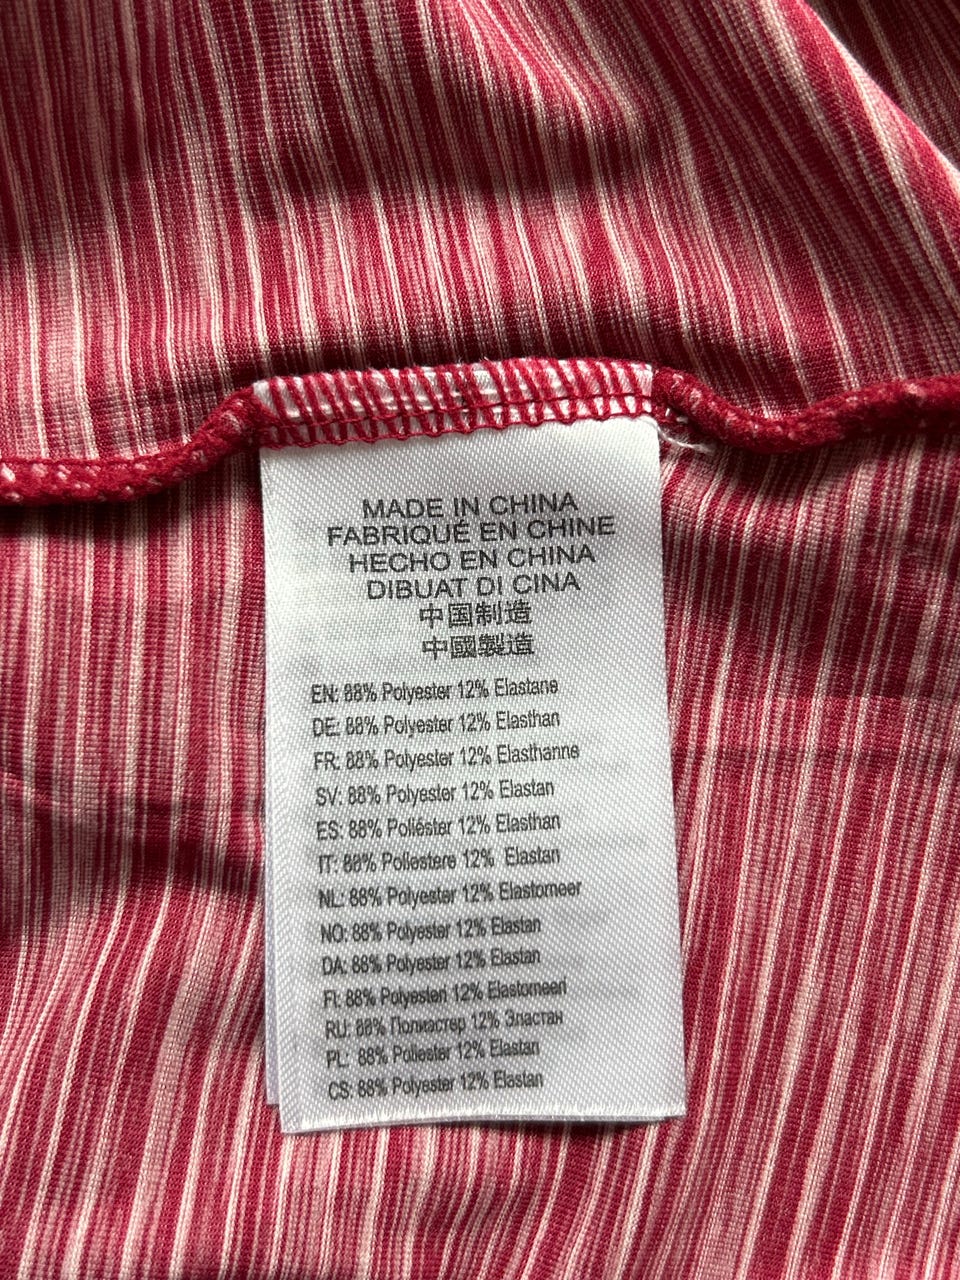 MADE IN CHINA
FABRIQUÉ EN CHINE
HECHO EN CHINA
DIBUAT DI CINA
中国制造
中國製造
EN: 88% Polyester 12% Elastane
DE: 88% Polyester 12% Elasthan
FR: 88% Polyester 12% Elasthanne
SV: 88% Polyester 12% Elastan
ES: 88% Poliéster 12% Elasthan
IT: 88% Poliestere 12% Elastan
NL: 88% Polyester 12% Elastomeer
NO: 88% Polyester 12% Elastan
DA: 88% Polyester 12% Elastan
FI: 88% Polyesteri 12% Elastomeeri
RU: 88% Полиэстер 12% Эластан
PL: 88% Poliester 12% Elastan
CS: 88% Polyester 12% Elastan